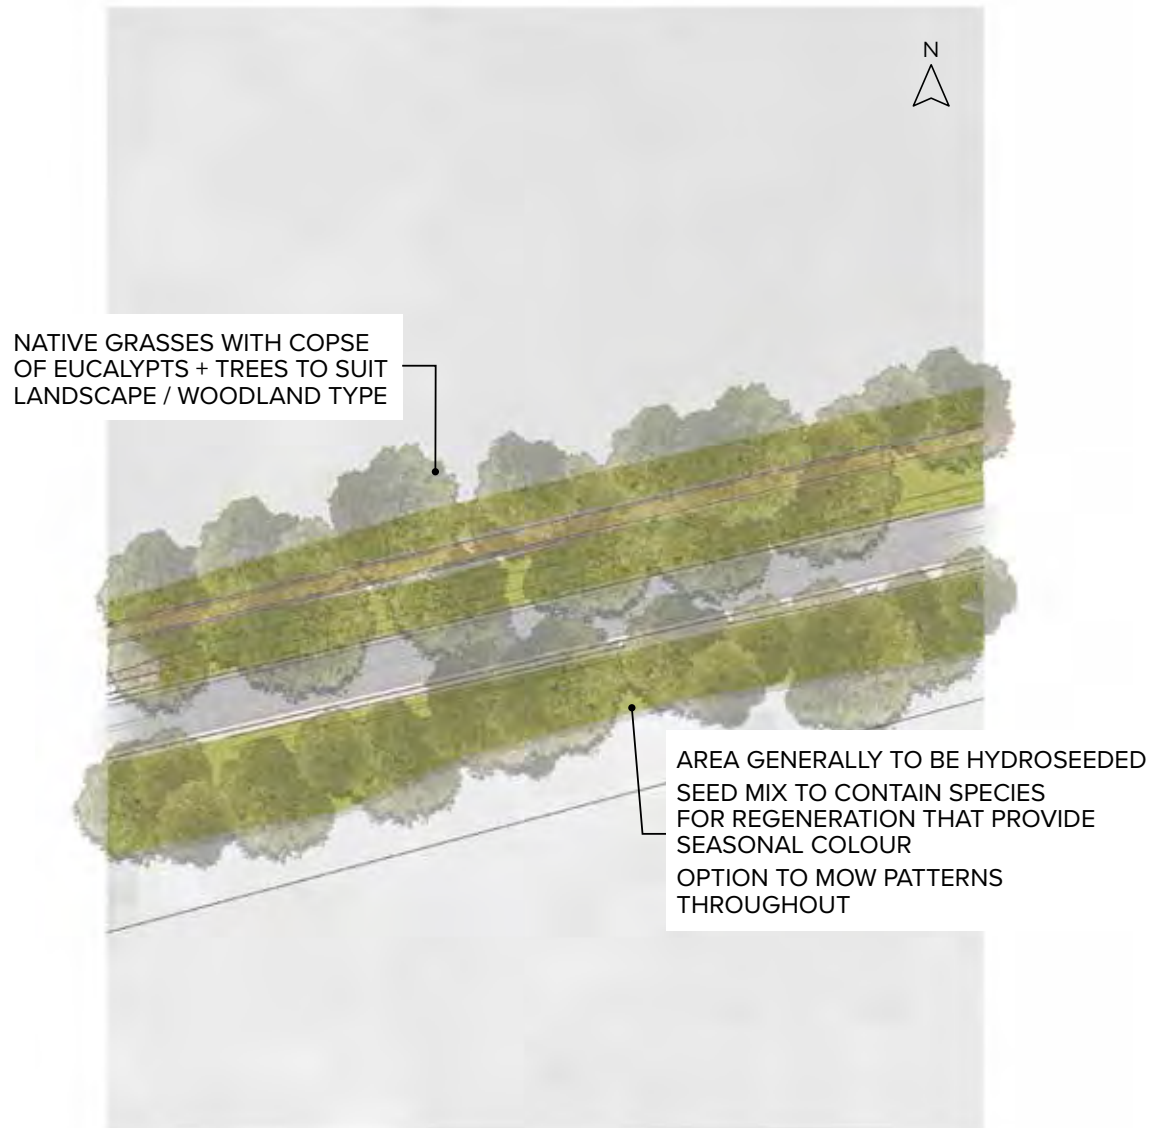 N
NATIVE GRASSES WITH COPSE
OF EUCALYPTS + TREES TO SUIT
LANDSCAPE / WOODLAND TYPE
AREA GENERALLY TO BE HYDROSEEDED
SEED MIX TO CONTAIN SPECIES
FOR REGENERATION THAT PROVIDE
SEASONAL COLOUR
OPTION TO MOW PATTERNS
THROUGHOUT